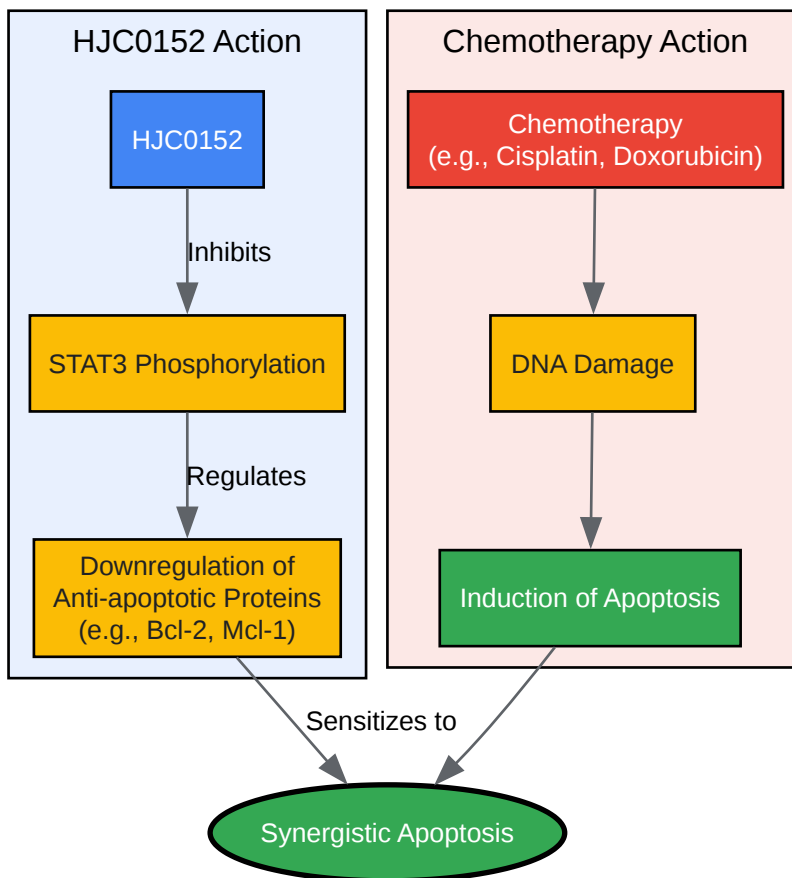 HJC0152 Action
HJC0152
Inhibits
STAT3 Phosphorylation
Regulates
Downregulation of
Anti-apoptotic Proteins
(e.g., Bcl-2, Mcl-1)
Chemotherapy Action
Chemotherapy
(e.g., Cisplatin, Doxorubicin)
DNA Damage
Induction of Apoptosis
Sensitizes to
Synergistic Apoptosis